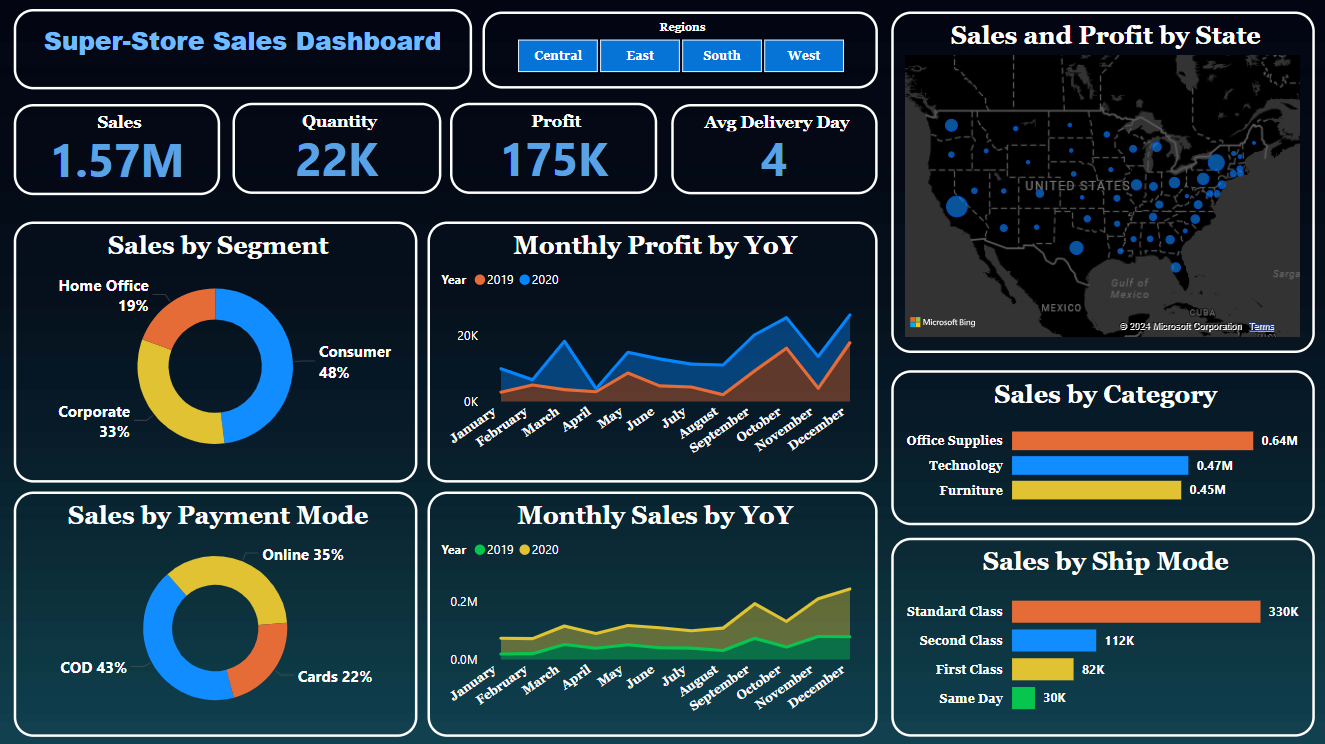 Super-Store Sales Dashboard
Regions
Central East South West
Sales
1.57M
Quantity
22K
Profit
175K
Avg Delivery Day
4
Sales by Segment
Home Office
19%
Consumer
48%
Corporate
33%
Monthly Profit by YoY
Year 2019 2020
20K
0K
January February March April May June July August September October November December
Sales by Payment Mode
Online 35%
COD 43%
Cards 22%
Monthly Sales by YoY
Year 2019 2020
0.2M
0.0M
January February March April May June July August September October November December
Sales and Profit by State
UNITED STATES
Gulf of
Mexico
Sarga
MEXICO
CUBA
Microsoft Bing
© 2024 Microsoft Corporation Terms
Sales by Category
Office Supplies 0.64M
Technology 0.47M
Furniture 0.45M
Sales by Ship Mode
Standard Class 330K
Second Class 112K
First Class 82K
Same Day 30K